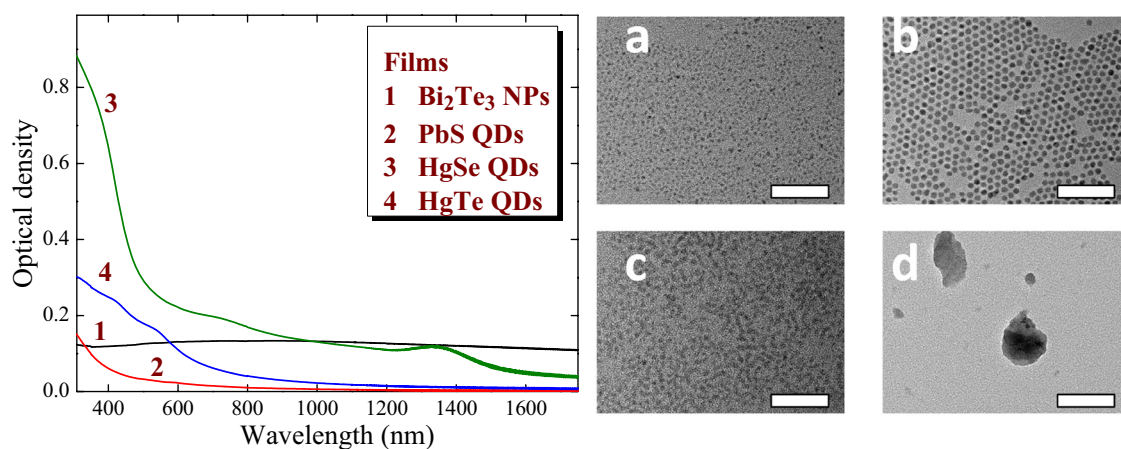 Films
1 Bi₂Te₃ NPs
2 PbS QDs
3 HgSe QDs
4 HgTe QDs
3
4
1
2
0.8
0.6
0.4
0.2
0.0
400 600 800 1000 1200 1400 1600
Optical density
Wavelength (nm)
a
b
c
d